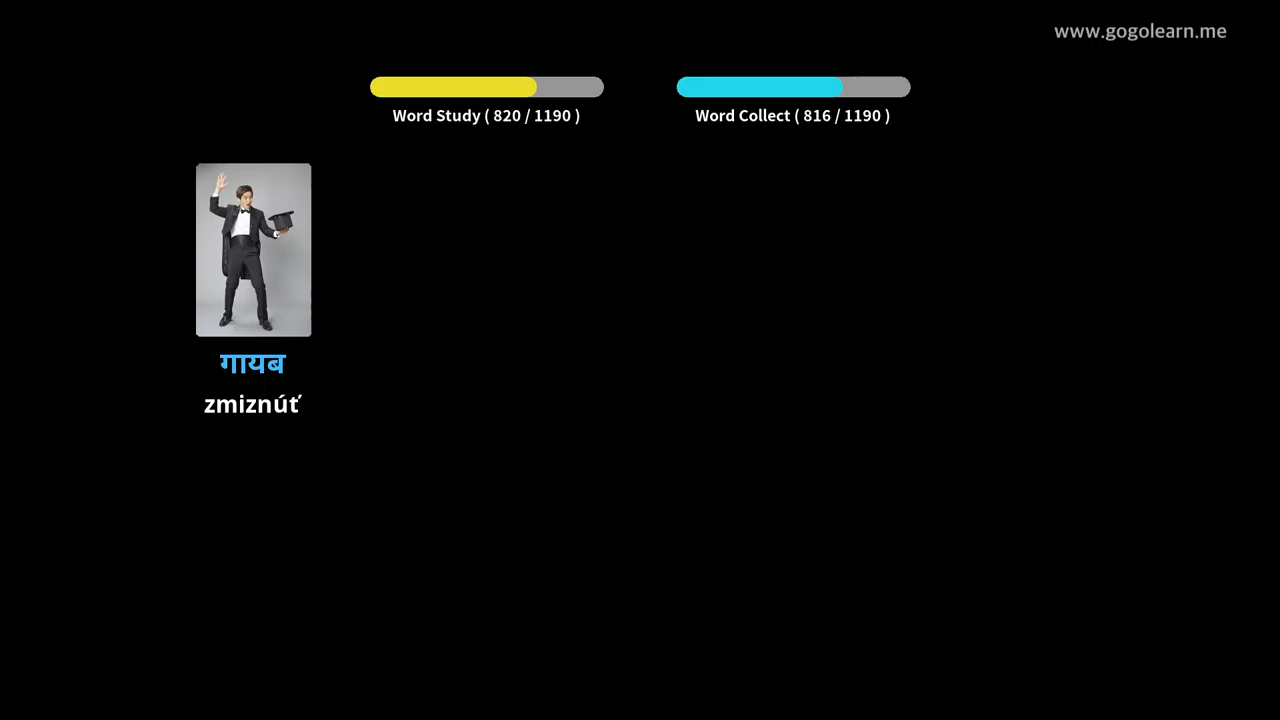 www.gogolearn.me
Word Study ( 820 / 1190 )
Word Collect ( 816 / 1190 )
गायब
zmiznúť